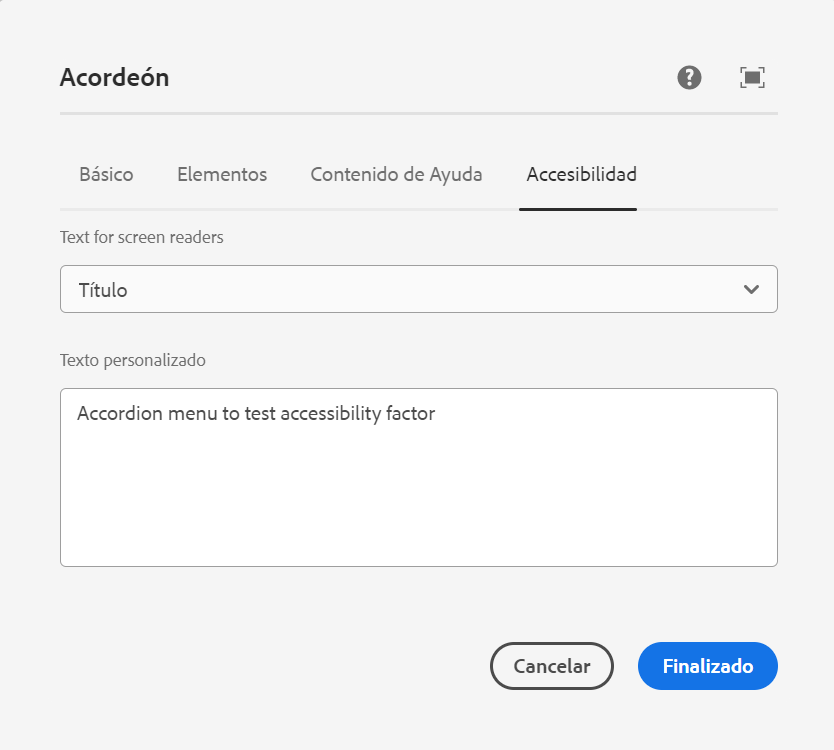 Acordeón
Básico Elementos Contenido de Ayuda Accesibilidad
Text for screen readers
Título
Texto personalizado
Accordion menu to test accessibility factor
Cancelar Finalizado